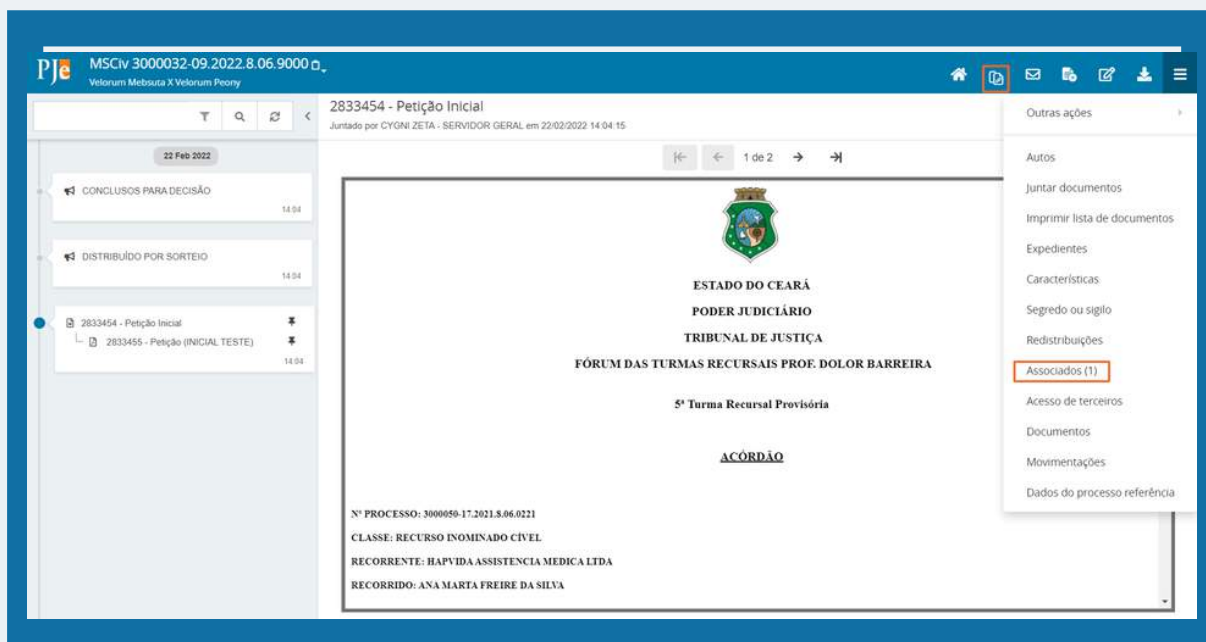 PJe
MSCiv 3000032-09.2022.8.06.9000
Velorum Mebsuta X Velorum Peony
22 Feb 2022
CONCLUSOS PARA DECISÃO
14:04
DISTRIBUÍDO POR SORTEIO
14:04
2833454 - Petição Inicial
2833455 - Petição (INICIAL TESTE)
14:04
2833454 - Petição Inicial
Juntado por CYGNI ZETA - SERVIDOR GERAL em 22/02/2022 14:04:15
1 de 2
ESTADO DO CEARÁ
PODER JUDICIÁRIO
TRIBUNAL DE JUSTIÇA
FÓRUM DAS TURMAS RECURSAIS PROF. DOLOR BARREIRA
5ª Turma Recursal Provisória
ACÓRDÃO
Nº PROCESSO: 3000050-17.2021.8.06.0221
CLASSE: RECURSO INOMINADO CÍVEL
RECORRENTE: HAPVIDA ASSISTENCIA MEDICA LTDA
RECORRIDO: ANA MARTA FREIRE DA SILVA
Outras ações
Autos
Juntar documentos
Imprimir lista de documentos
Expedientes
Características
Segredo ou sigilo
Redistribuições
Associados (1)
Acesso de terceiros
Documentos
Movimentações
Dados do processo referência